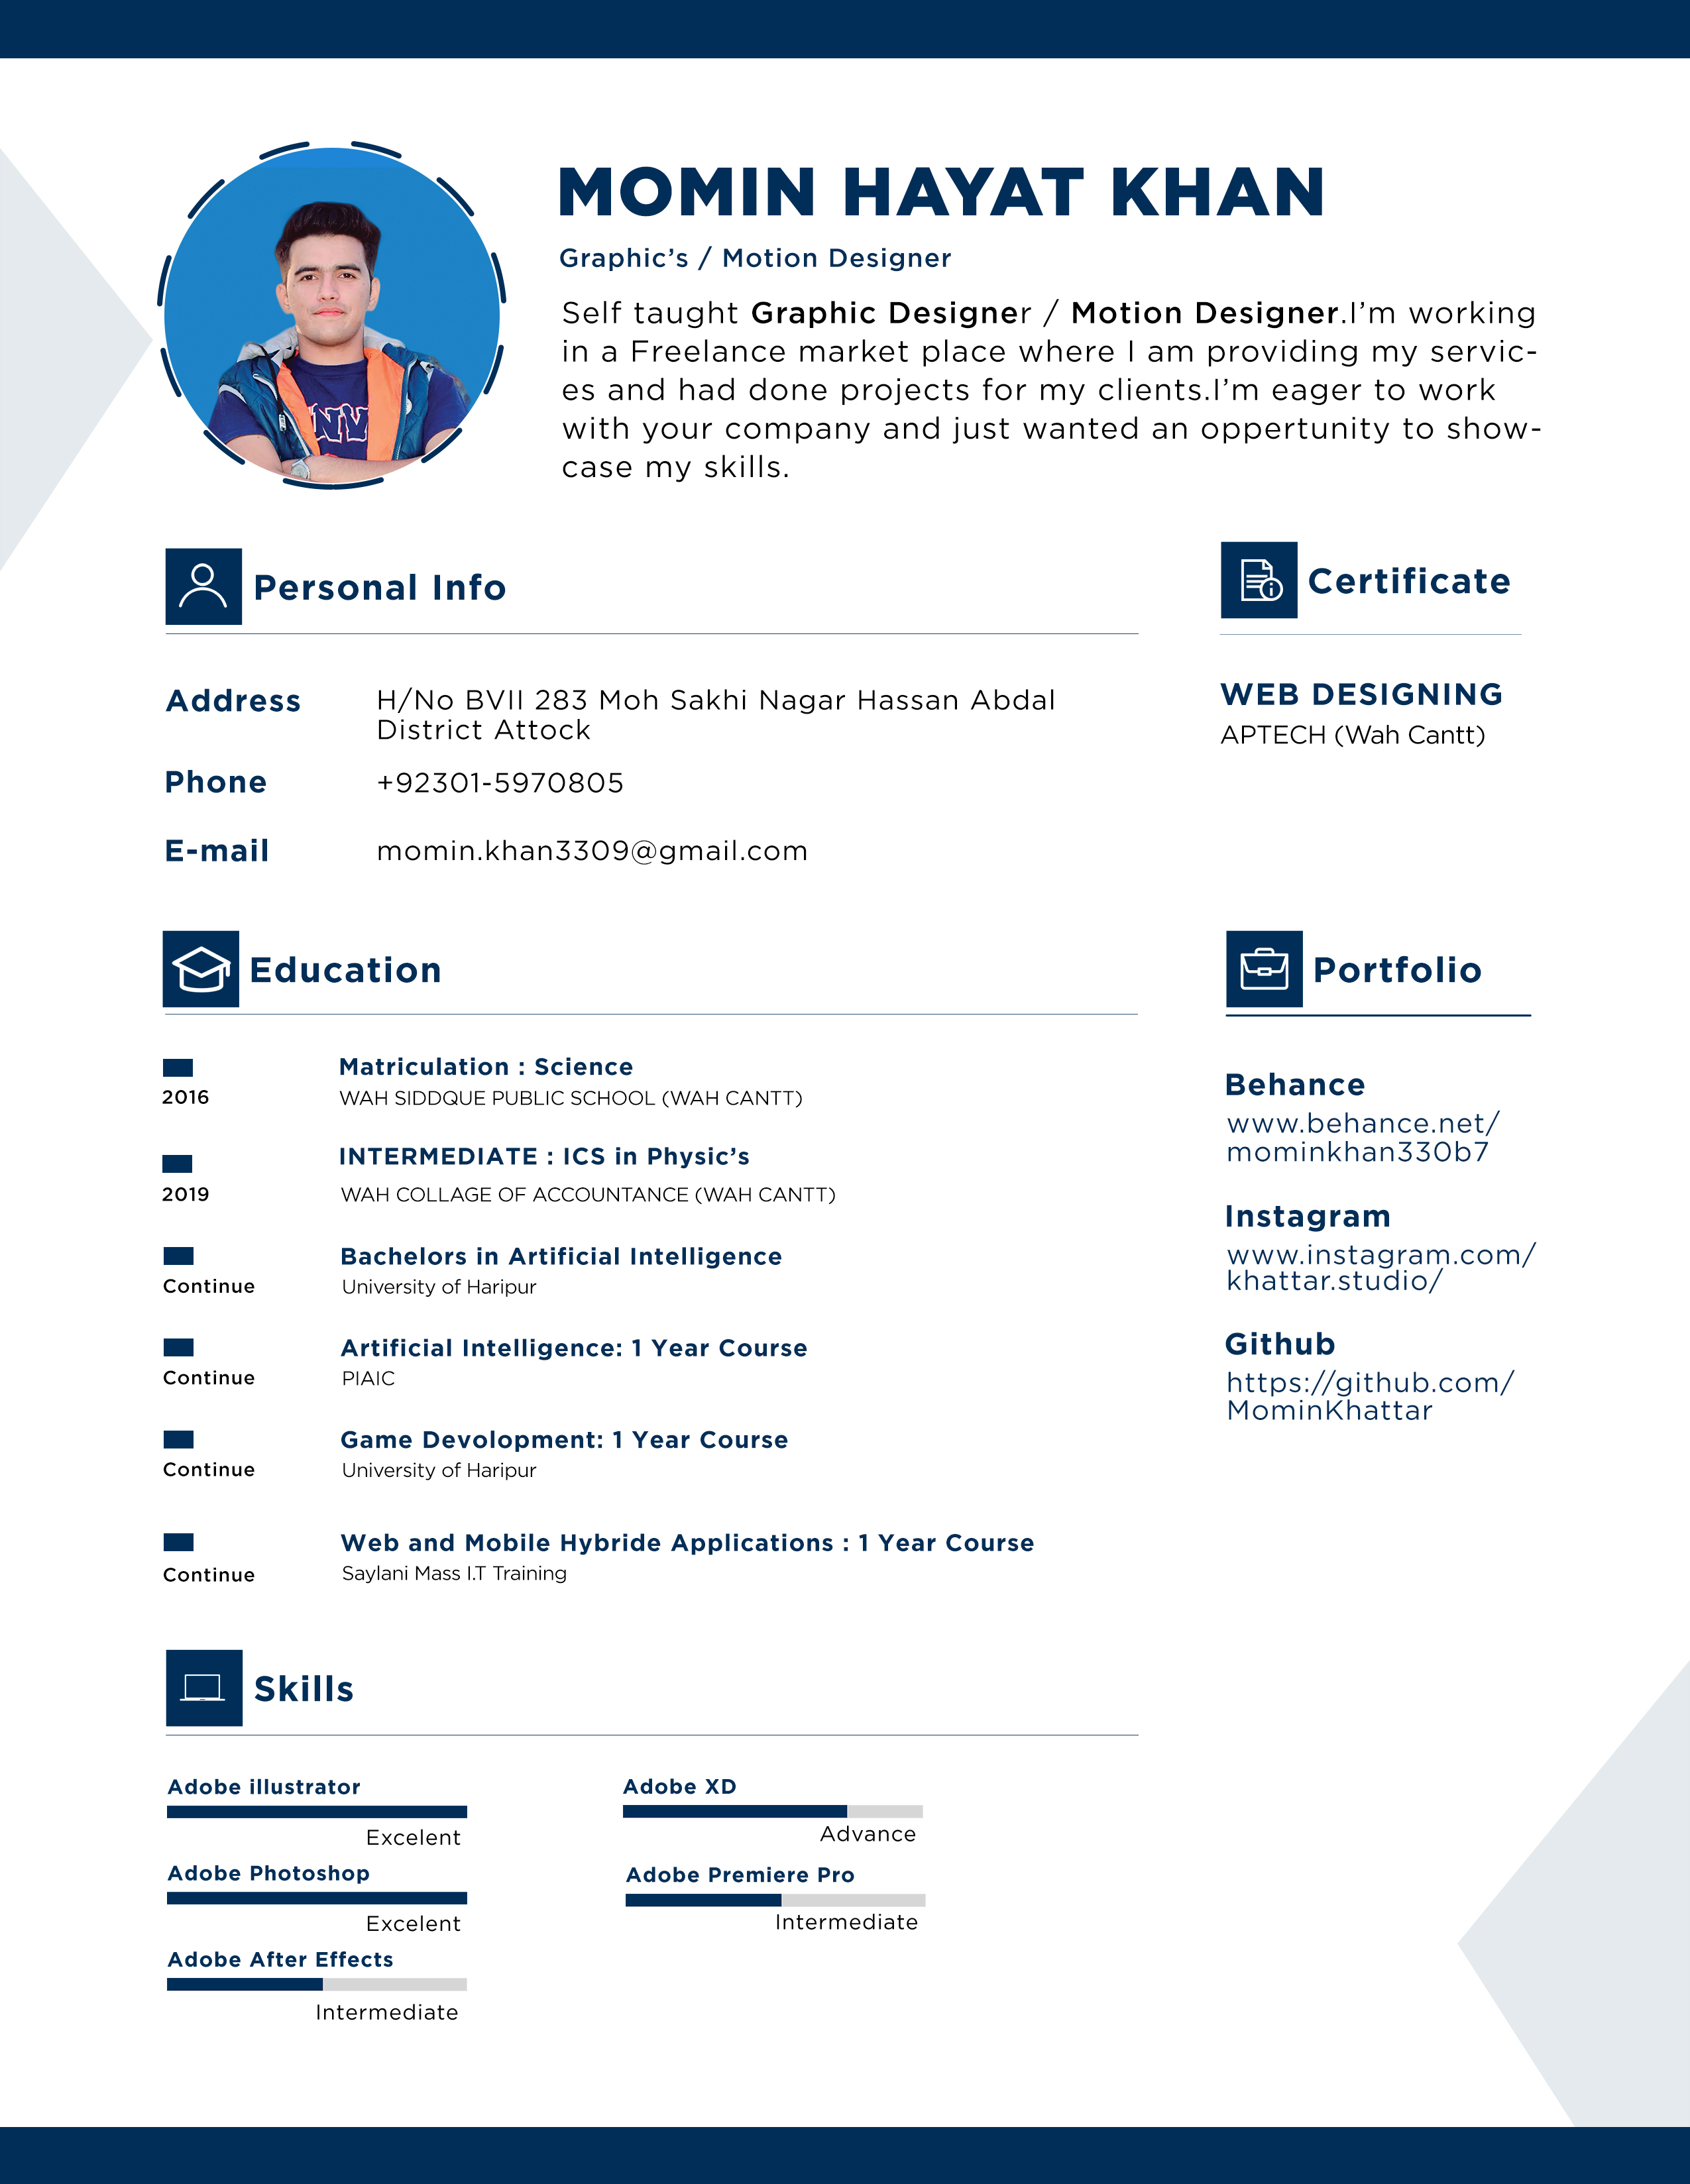 MOMIN HAYAT KHAN
Graphic’s / Motion Designer
Self taught Graphic Designer / Motion Designer.I’m working
in a Freelance market place where I am providing my servic-
es and had done projects for my clients.I’m eager to work
with your company and just wanted an oppertunity to show-
case my skills.
Personal Info
Address
H/No BVII 283 Moh Sakhi Nagar Hassan Abdal
District Attock
Phone
+92301-5970805
E-mail
momin.khan3309@gmail.com
Certificate
WEB DESIGNING
APTECH (Wah Cantt)
Education
2016
Matriculation : Science
WAH SIDDQUE PUBLIC SCHOOL (WAH CANTT)
2019
INTERMEDIATE : ICS in Physic’s
WAH COLLAGE OF ACCOUNTANCE (WAH CANTT)
Continue
Bachelors in Artificial Intelligence
University of Haripur
Continue
Artificial Intelligence: 1 Year Course
PIAIC
Continue
Game Devolopment: 1 Year Course
University of Haripur
Continue
Web and Mobile Hybride Applications : 1 Year Course
Saylani Mass I.T Training
Portfolio
Behance
www.behance.net/
mominkhan330b7
Instagram
www.instagram.com/
khattar.studio/
Github
https://github.com/
MominKhattar
Skills
Adobe illustrator
Excelent
Adobe Photoshop
Excelent
Adobe After Effects
Intermediate
Adobe XD
Advance
Adobe Premiere Pro
Intermediate